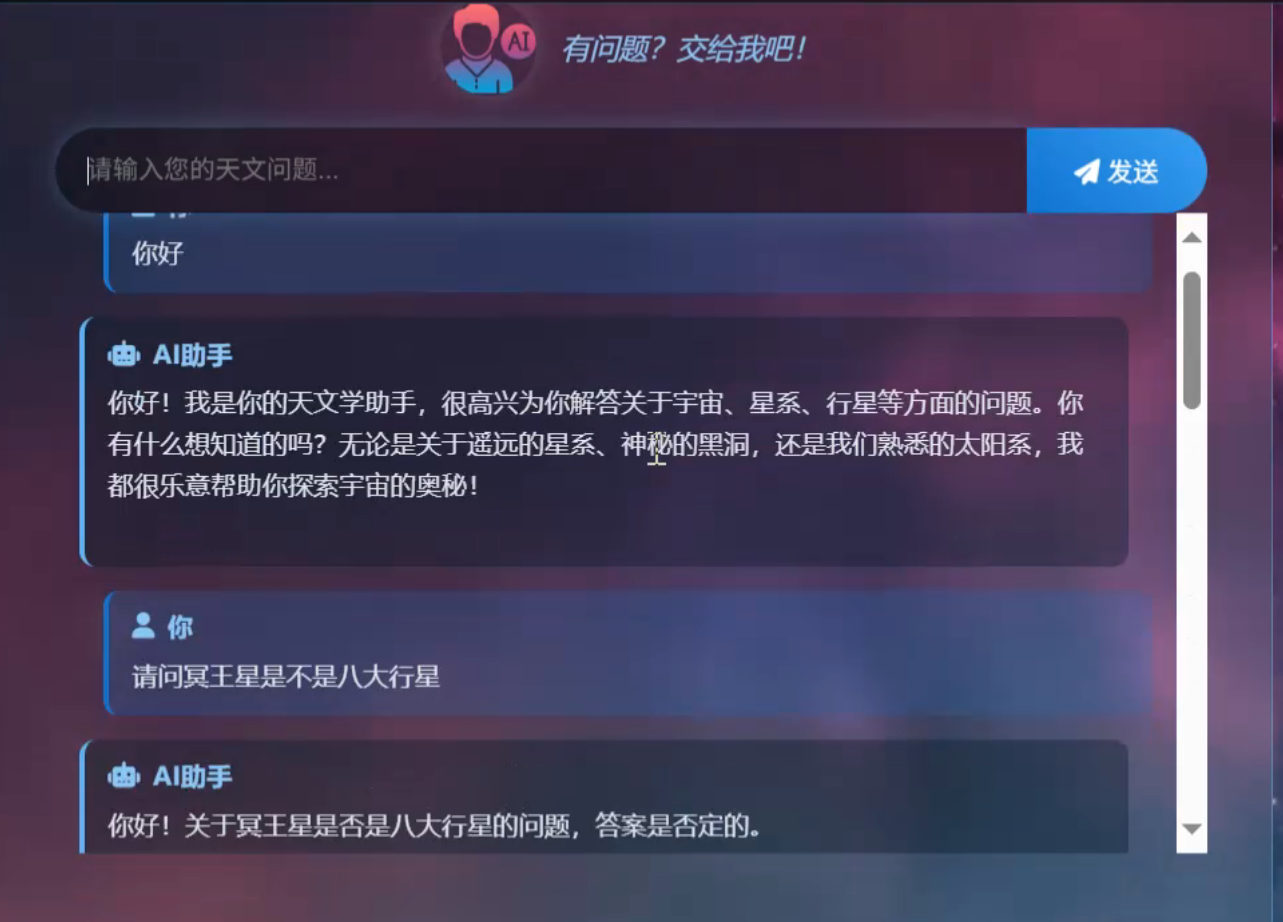 AI
有问题？交给我吧！
请输入您的天文问题...
发送
你好
AI助手
你好！我是你的天文学助手，很高兴为你解答关于宇宙、星系、行星等方面的问题。你
有什么想知道的吗？无论是关于遥远的星系、神秘的黑洞，还是我们熟悉的太阳系，我
都很乐意帮助你探索宇宙的奥秘！
你
请问冥王星是不是八大行星
AI助手
你好！关于冥王星是否是八大行星的问题，答案是否定的。